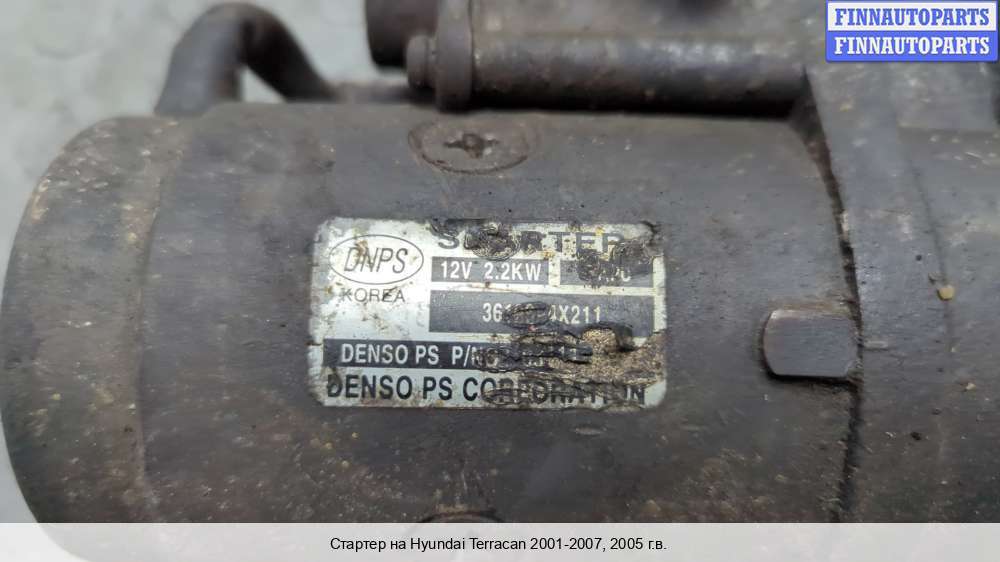 FINNAUTOPARTS
FINNAUTOPARTS
DNPS
KOREA
12V 2.2KW
DENSO PS
DENSO PS CORPORATION
Стартер на Hyundai Terracan 2001-2007, 2005 г.в.